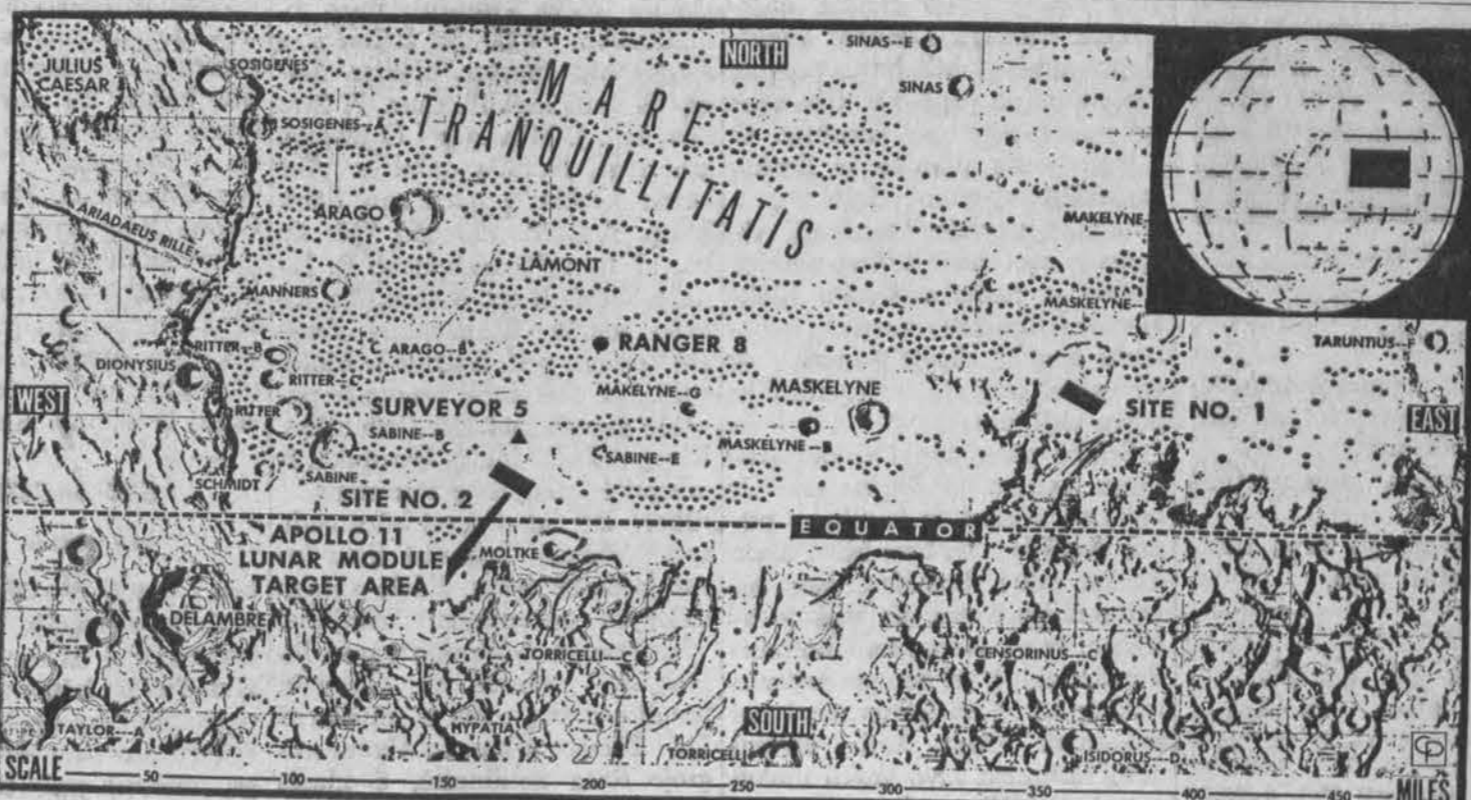 NORTH
SINAS--E
JULIUS
CAESAR
SOSIGENES
SINAS
MARE
TRANQUILLITATIS
SOSIGENES--A
ARAGO
ARIADAEUS RILLE
MAKELYNE-
LAMONT
MANNERS
MASKELYNE--
RITTER--B
ARAGO--B
RANGER 8
TARUNTIUS--F
DIONYSIUS
RITTER--C
MAKELYNE--G
MASKELYNE
WEST
RITTER
SURVEYOR 5
SITE NO. 1
EAST
SABINE--B
MASKELYNE--B
SABINE--E
SCHMIDT
SABINE
SITE NO. 2
EQUATOR
APOLLO 11
LUNAR MODULE
TARGET AREA
MOLTKE
DELAMBRE
TORRICELLI--C
CENSORINUS--C
TAYLOR--A
HYPATIA
SOUTH
TORRICELLI
ISIDORUS--D
CP
SCALE 50 100 150 200 250 300 350 400 450 MILES